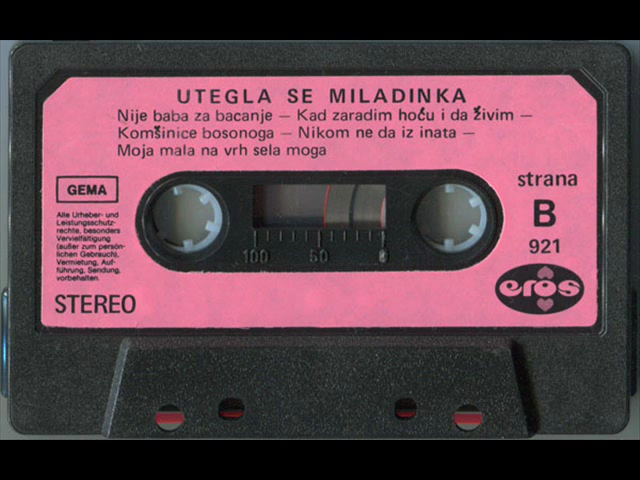 UTEGLA SE MILADINKA
Nije baba za bacanje – Kad zaradim hoću i da živim –
Komšinice bosonoga – Nikom ne da iz inata –
Moja mala na vrh sela moga
GEMA
Alle Urheber- und
Leistungsschutz-
rechte, besonders
Vervielfältigung
(außer zum persön-
lichen Gebrauch),
Vermietung, Auf-
führung, Sendung,
vorbehalten.
STEREO
100 50 0
strana
B
921
eros